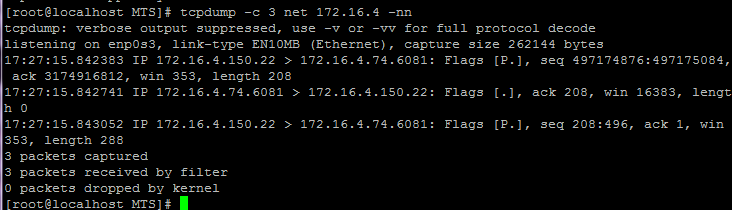 [root@localhost MTS]# tcpdump -c 3 net 172.16.4 -nn
tcpdump: verbose output suppressed, use -v or -vv for full protocol decode
listening on enp0s3, link-type EN10MB (Ethernet), capture size 262144 bytes
17:27:15.842383 IP 172.16.4.150.22 > 172.16.4.74.6081: Flags [P.], seq 497174876:497175084,
 ack 3174916812, win 353, length 208
17:27:15.842741 IP 172.16.4.74.6081 > 172.16.4.150.22: Flags [.], ack 208, win 16383, lengt
h 0
17:27:15.843052 IP 172.16.4.150.22 > 172.16.4.74.6081: Flags [P.], seq 208:496, ack 1, win
353, length 288
3 packets captured
3 packets received by filter
0 packets dropped by kernel
[root@localhost MTS]#